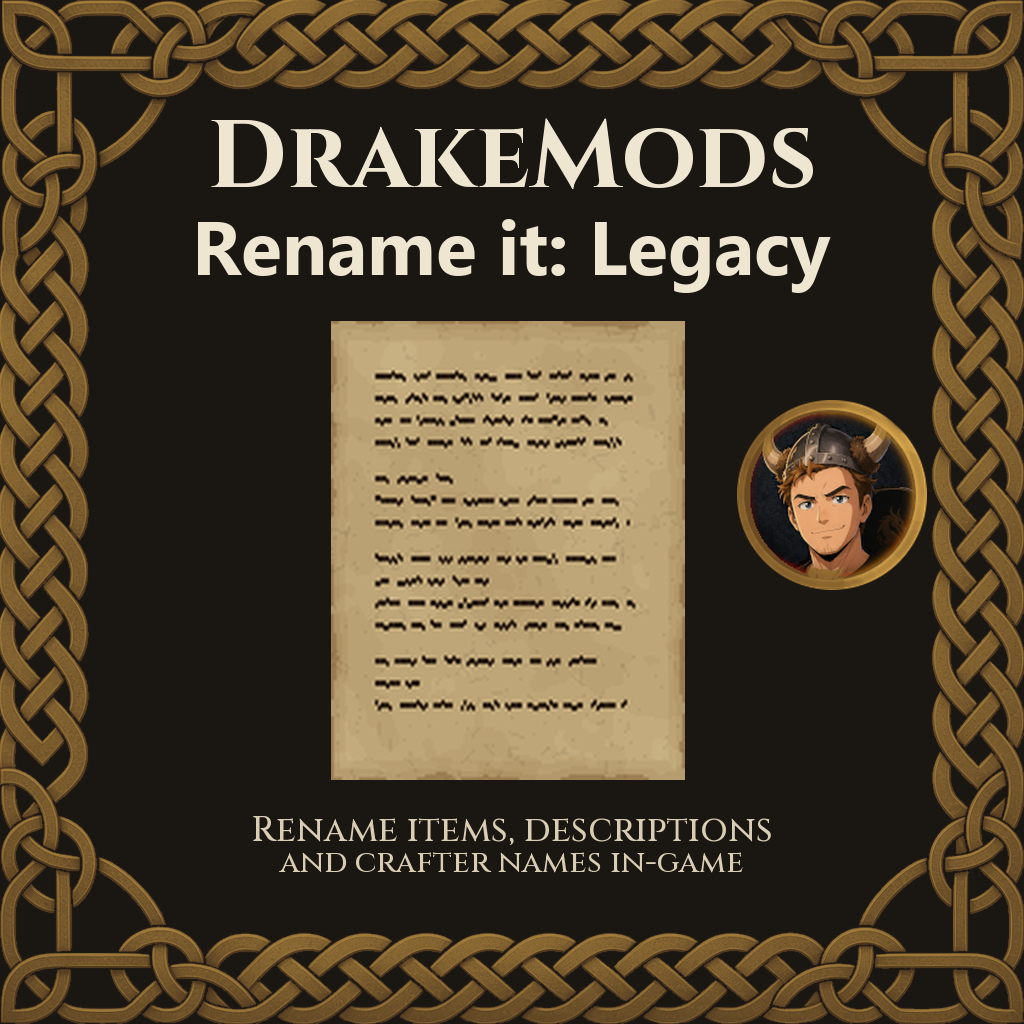 DrakeMods
Rename it: Legacy
Rename items, descriptions
and crafter names in-game